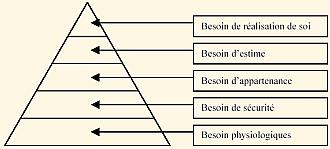 Besoin de réalisation de soi
Besoin d'estime
Besoin d'appartenance
Besoin de sécurité
Besoin physiologiques